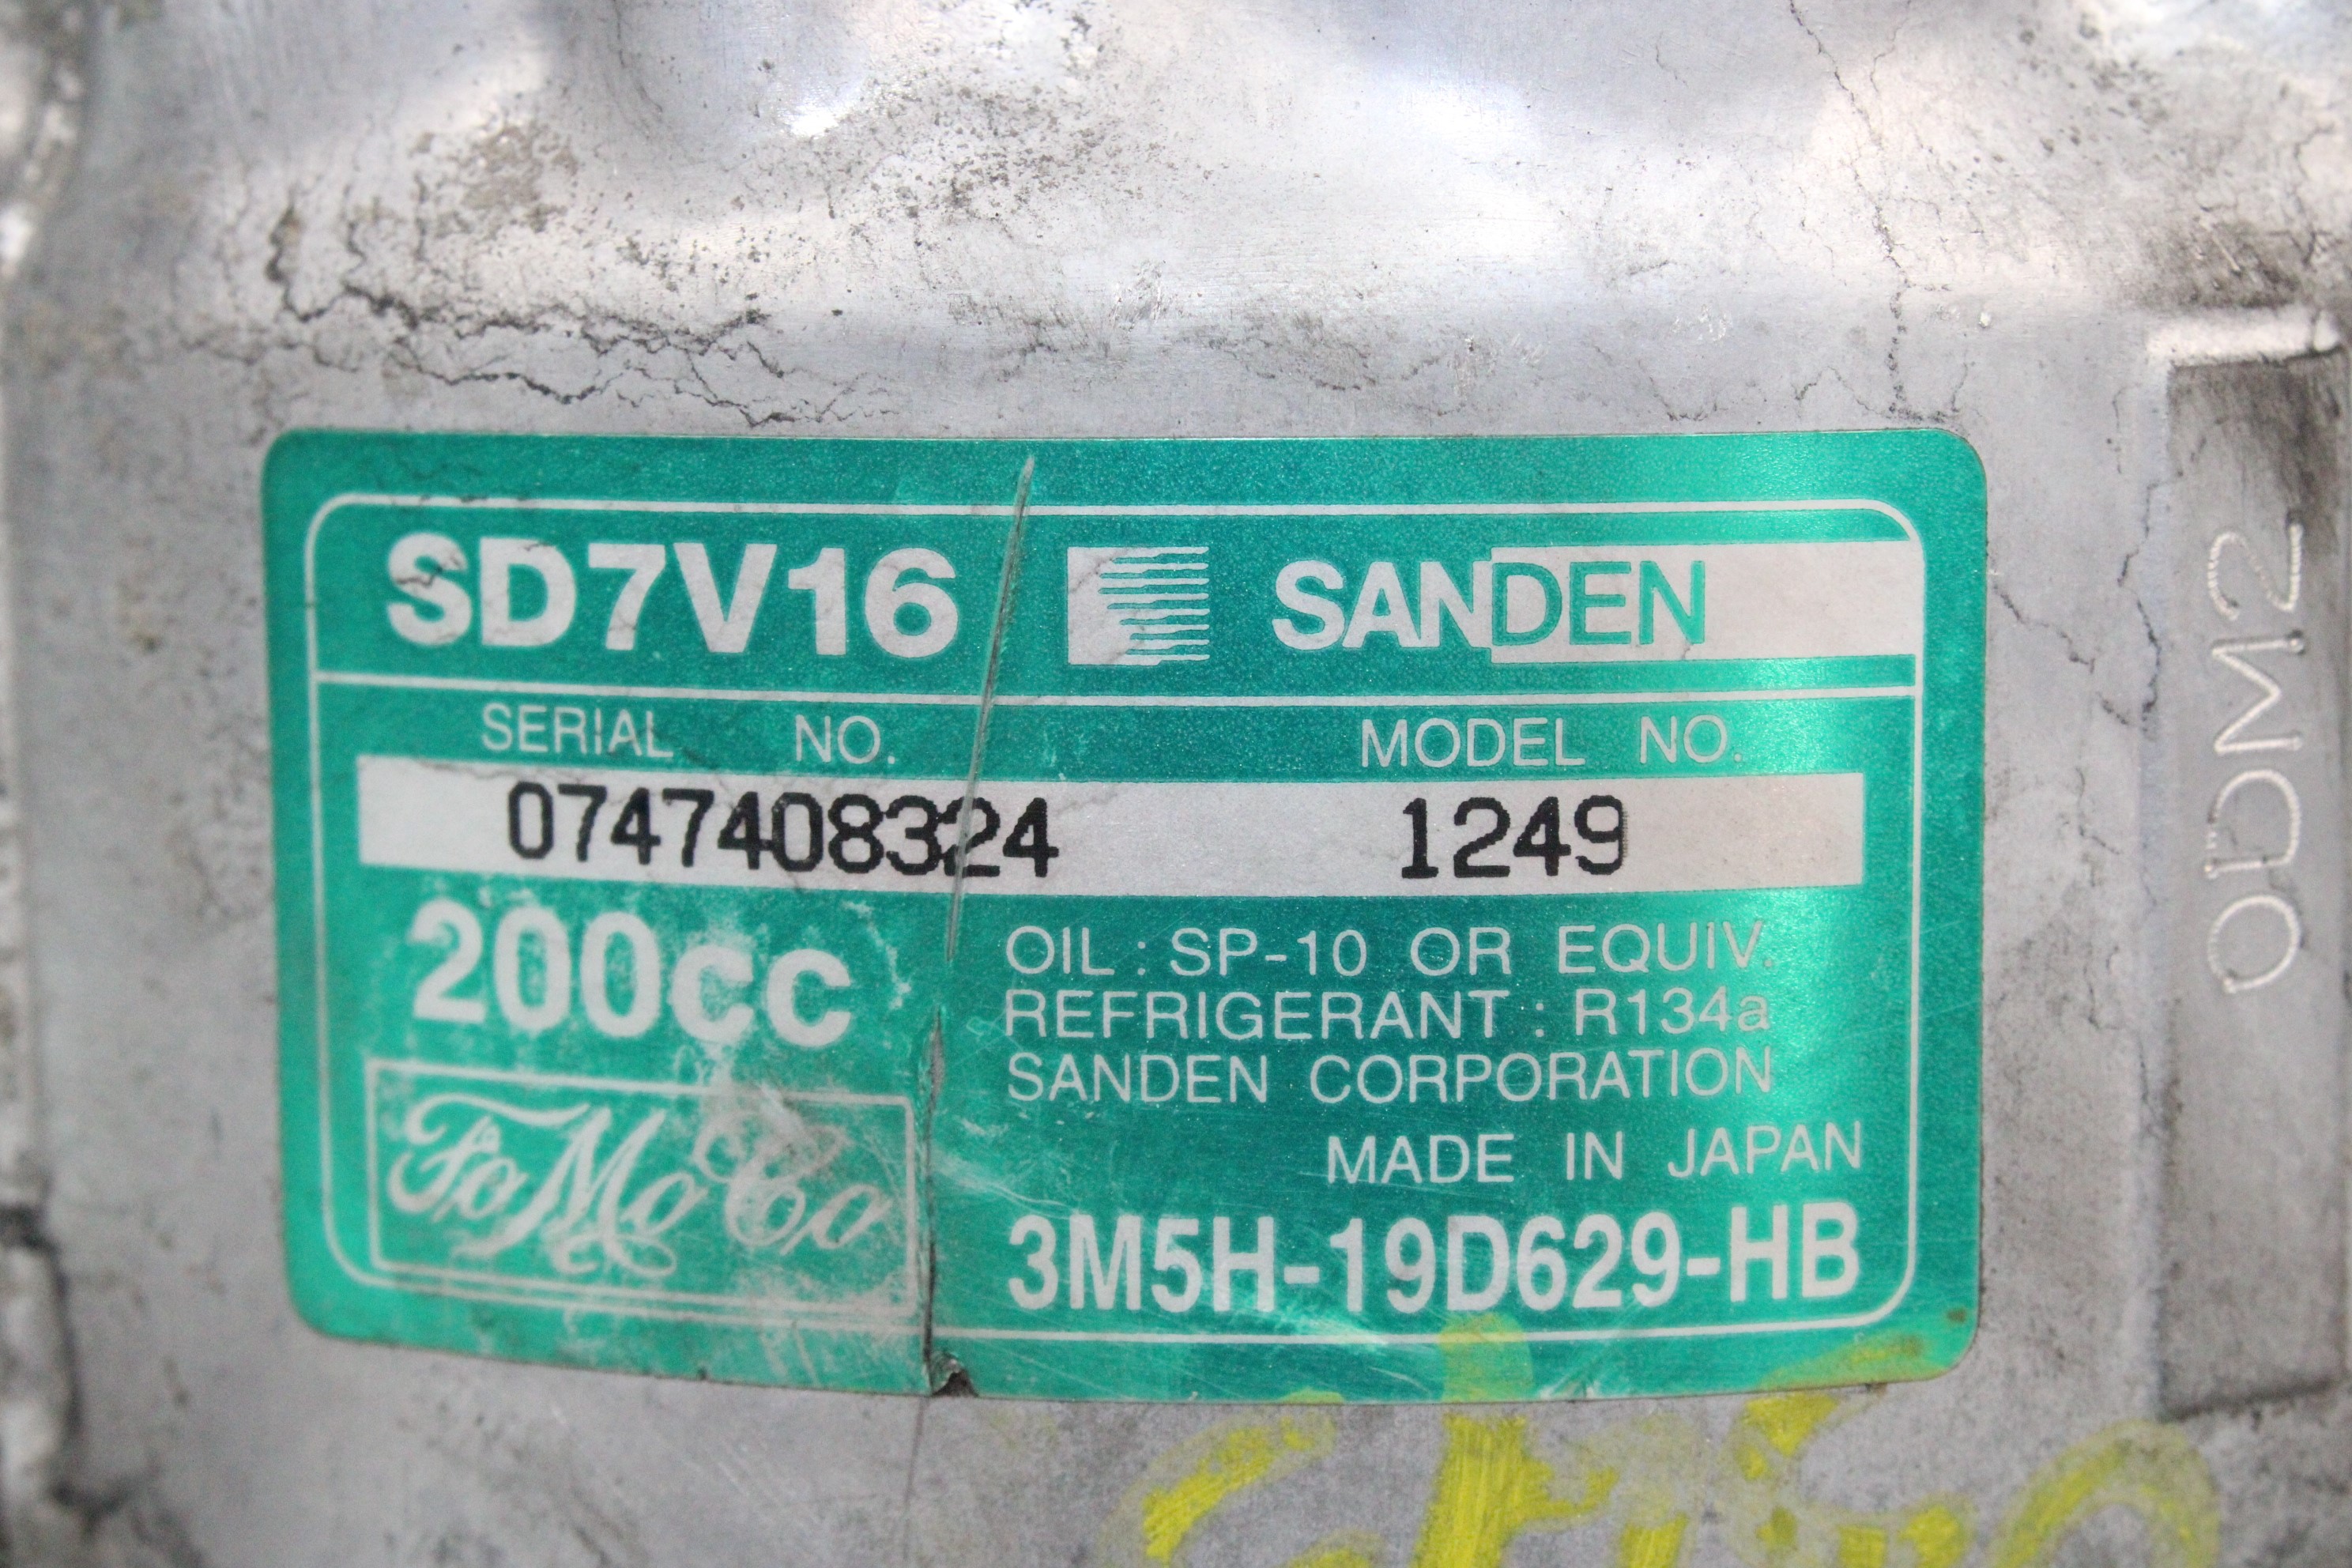 SD7V16 SANDEN
SERIAL NO. MODEL NO.
0747408324 1249
200cc
OIL : SP-10 OR EQUIV.
REFRIGERANT : R134a
SANDEN CORPORATION
MADE IN JAPAN
FoMoCo
3M5H-19D629-HB
ODM2